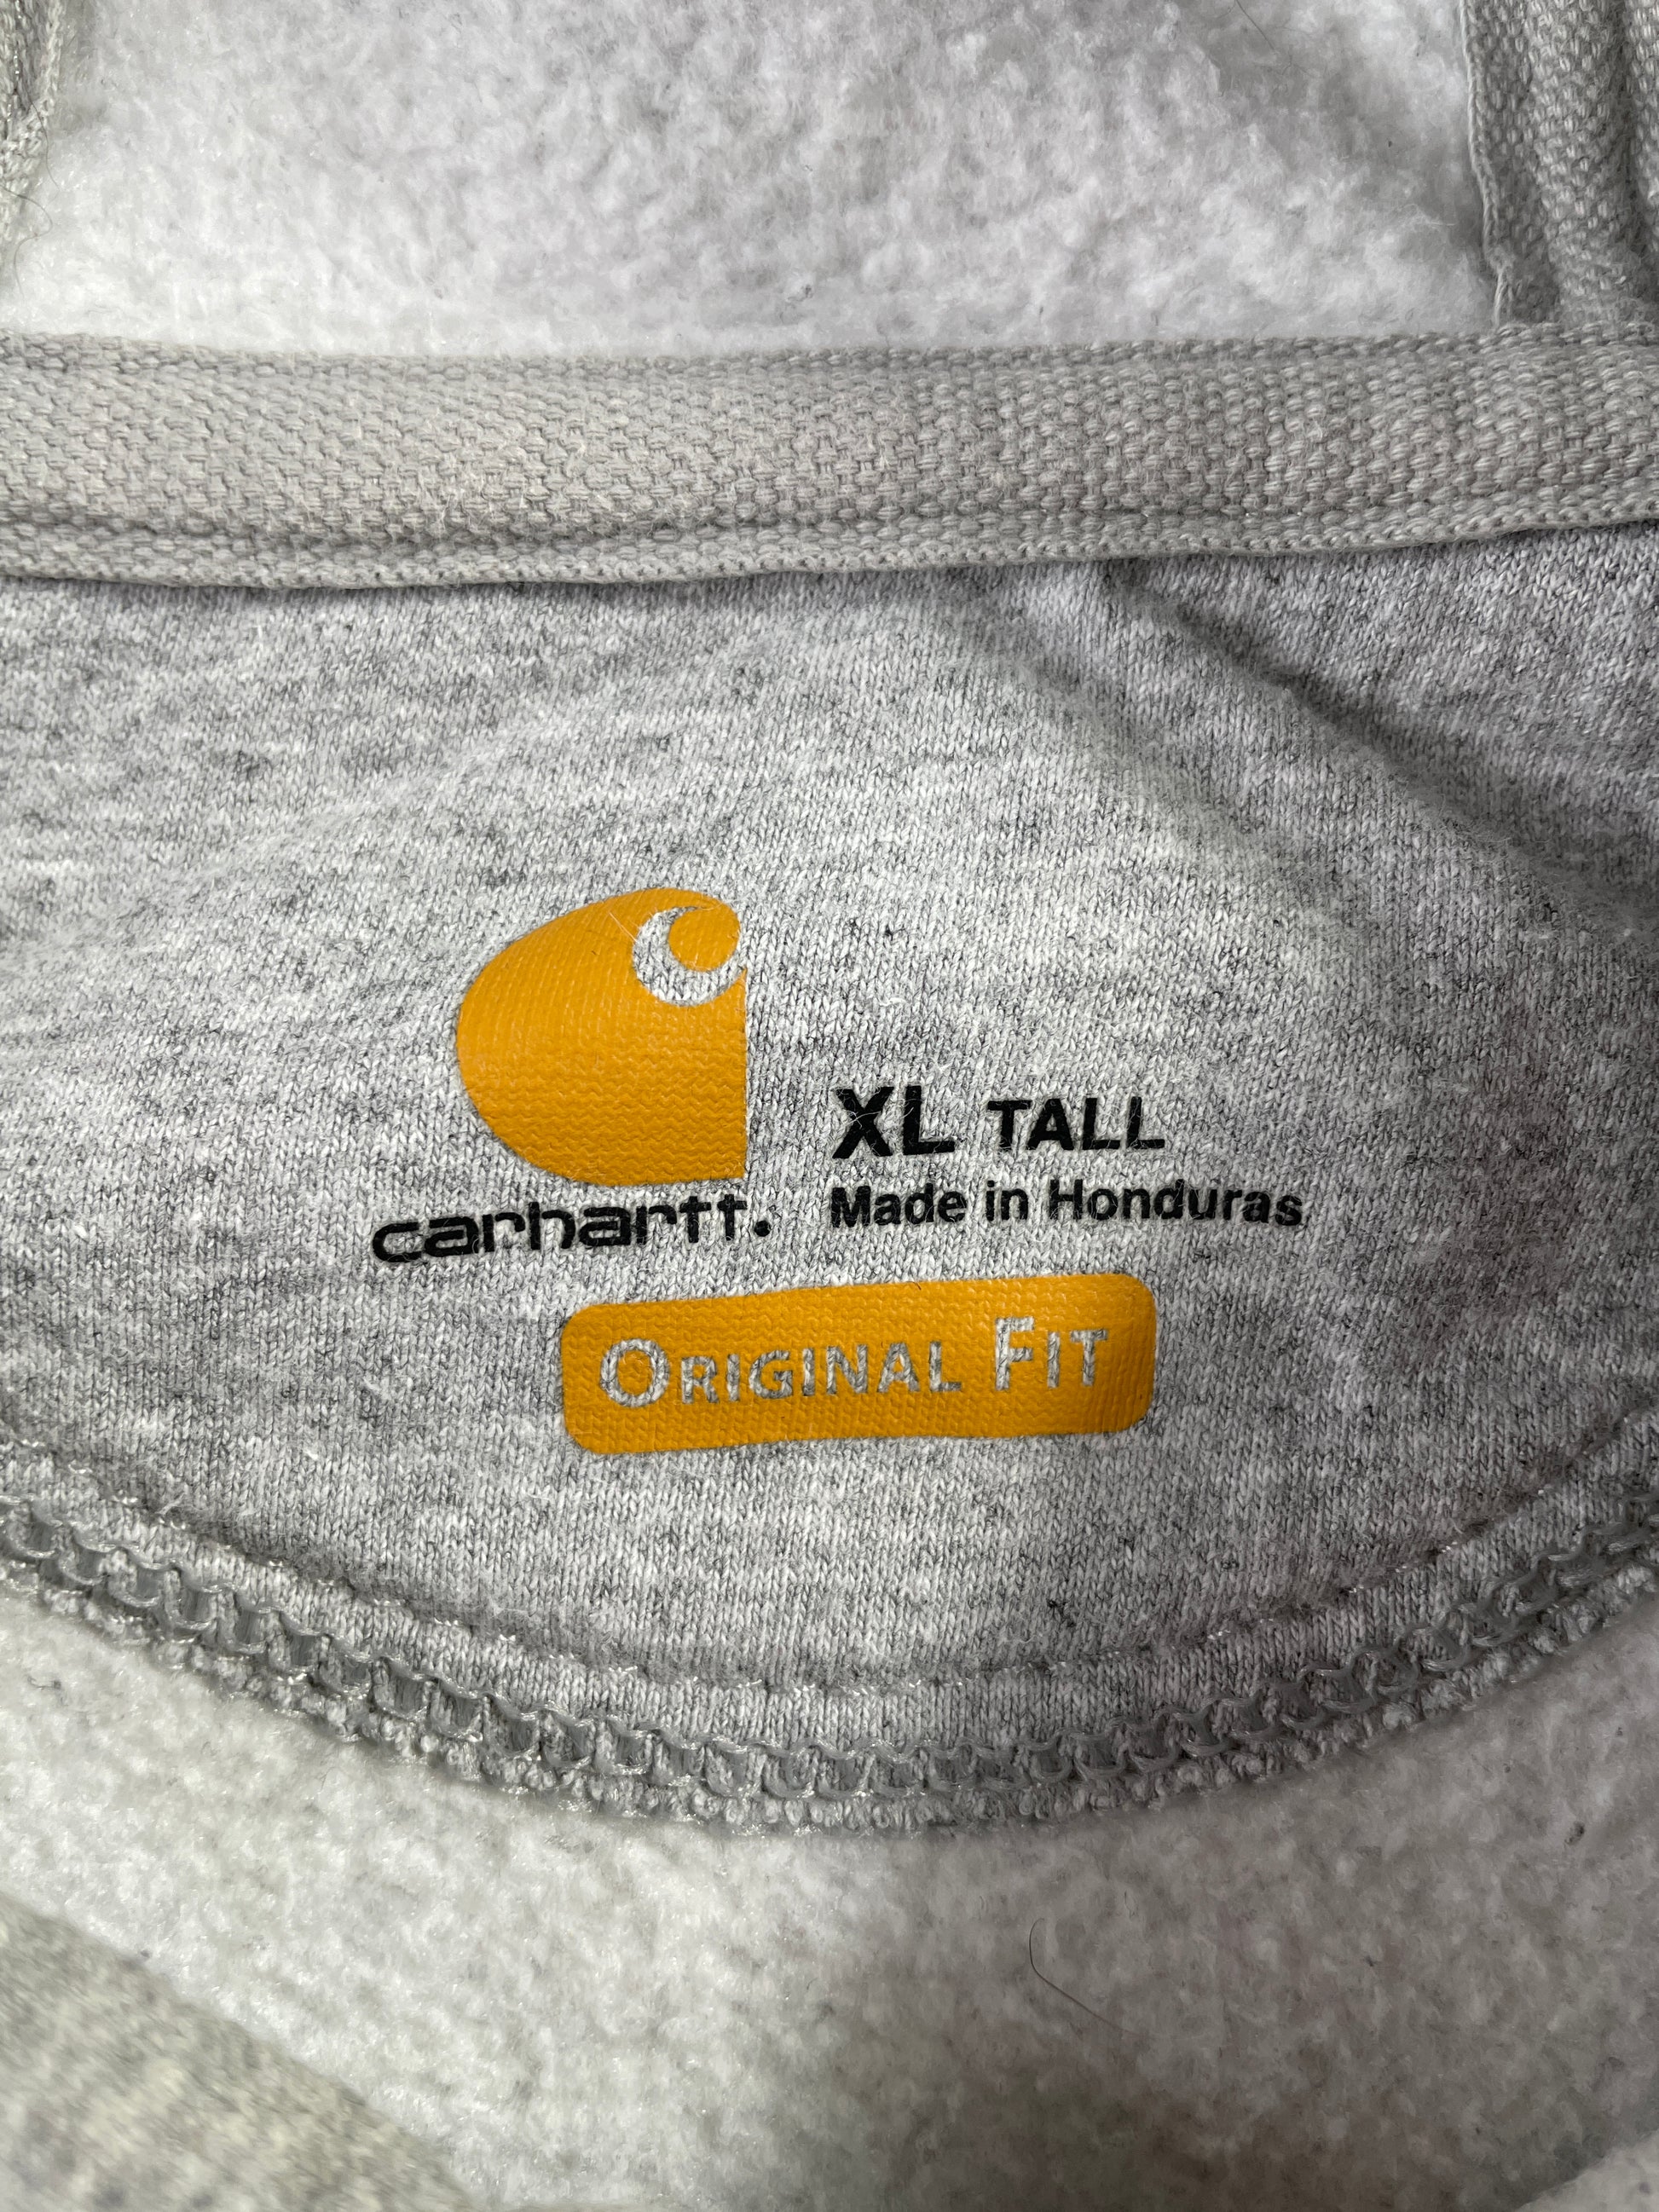 XL TALL
carhartt.
Made in Honduras
ORIGINAL FIT